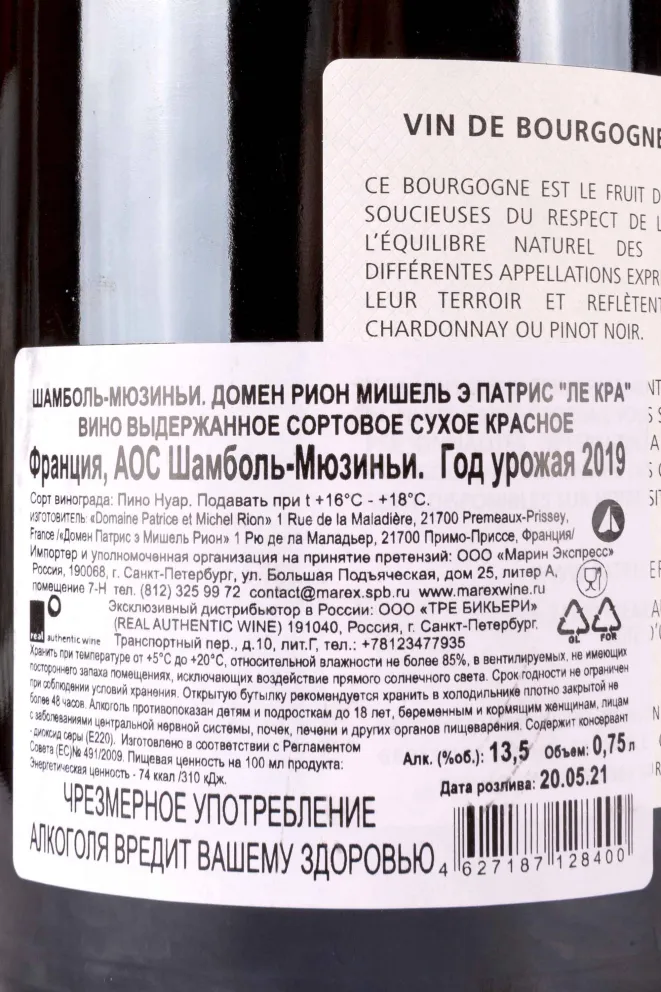 VIN DE BOURGOGNE
CE BOURGOGNE EST LE FRUIT D
SOUCIEUSES DU RESPECT DE L
L'ÉQUILIBRE NATUREL DES
DIFFÉRENTES APPELLATIONS EXPR
LEUR TERROIR ET REFLÈTENT
CHARDONNAY OU PINOT NOIR.
ШАМБОЛЬ-МЮЗИНЬИ. ДОМЕН РИОН МИШЕЛЬ Э ПАТРИС "ЛЕ КРА"
ВИНО ВЫДЕРЖАННОЕ СОРТОВОЕ СУХОЕ КРАСНОЕ
Франция, АОС Шамболь-Мюзиньи. Год урожая 2019
Сорт винограда: Пино Нуар. Подавать при t +16°C - +18°C.
ИЗГОТОВИТЕЛЬ: «Domaine Patrice et Michel Rion» 1 Rue de la Maladière, 21700 Premeaux-Prissey,
France /«Домен Патрис э Мишель Рион» 1 Рю де ла Маладьер, 21700 Примо-Приссе, Франция/
Импортер и уполномоченная организация на принятие претензий: ООО «Марин Экспресс»
Россия, 190068, г. Санкт-Петербург, ул. Большая Подъяческая, дом 25, литер А,
помещение 7-Н тел. (812) 325 99 72 contact@marex.spb.ru www.marexwine.ru
Эксклюзивный дистрибьютор в России: ООО «ТРЕ БИКЬЕРИ»
(REAL AUTHENTIC WINE) 191040, Россия, г. Санкт-Петербург.
real authentic wine Транспортный пер., д.10, лит.Г, тел.: +78123477935
GL FOR
Хранить при температуре от +5°C до +20°C, относительной влажности не более 85%, в вентилируемых, не имеющих
постороннего запаха помещениях, исключающих воздействие прямого солнечного света. Срок годности не ограничен
при соблюдении условий хранения. Открытую бутылку рекомендуется хранить в холодильнике плотно закрытой не
более 48 часов. Алкоголь противопоказан детям и подросткам до 18 лет, беременным и кормящим женщинам, лицам
с заболеваниями центральной нервной системы, почек, печени и других органов пищеварения. Содержит консервант
- диоксид серы (E220). Изготовлено в соответствии с Регламентом
Совета (ЕС)№ 491/2009. Пищевая ценность на 100 мл продукта:
Энергетическая ценность - 74 ккал /310 кДж.
Алк. (%об.): 13,5 Объем: 0,75л
Дата розлива: 20.05.21
ЧРЕЗМЕРНОЕ УПОТРЕБЛЕНИЕ
АЛКОГОЛЯ ВРЕДИТ ВАШЕМУ ЗДОРОВЬЮ
4 627187 128400